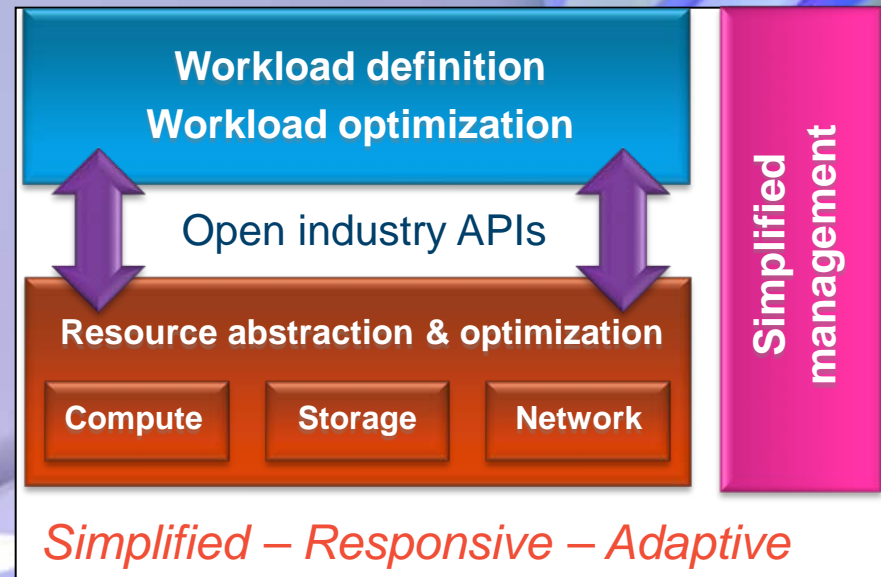 Workload definition
Workload optimization
Open industry APIs
Resource abstraction & optimization
Compute
Storage
Network
Simplified
management
Simplified – Responsive – Adaptive